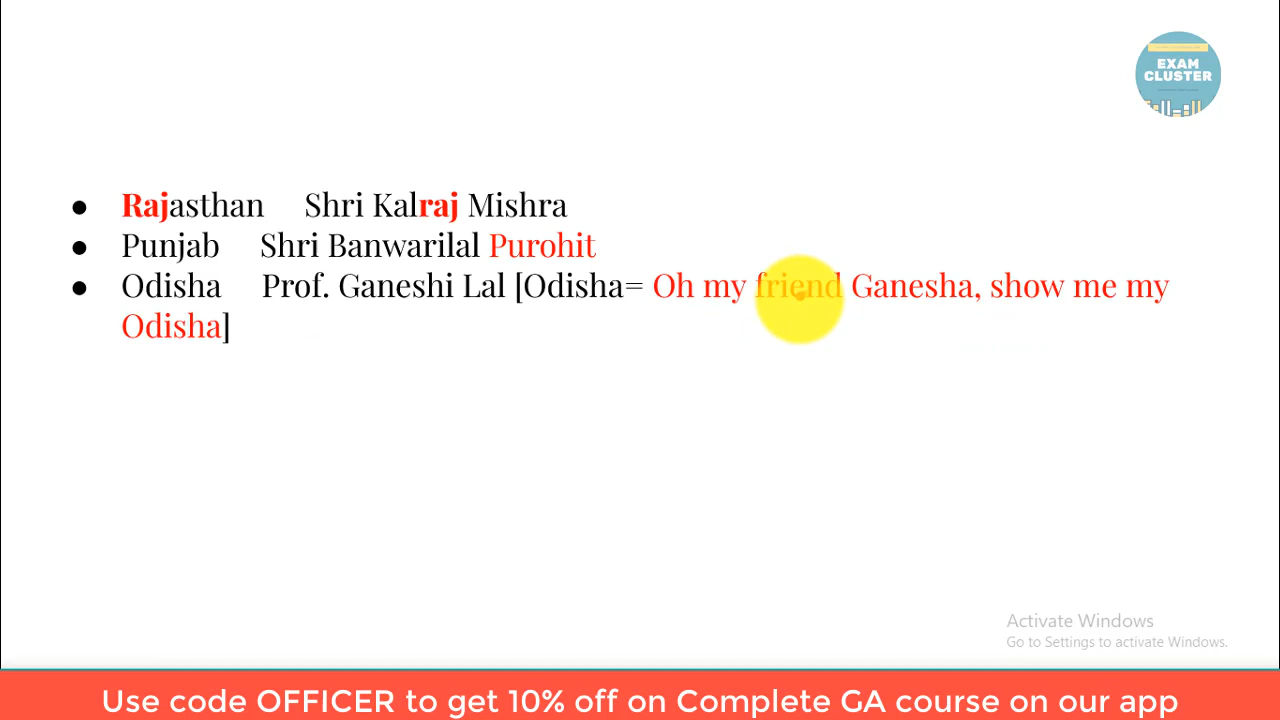 EXAM
CLUSTER
● Rajasthan Shri Kalraj Mishra
● Punjab Shri Banwarilal Purohit
● Odisha Prof. Ganeshi Lal [Odisha= Oh my friend Ganesha, show me my
Odisha]
Activate Windows
Go to Settings to activate Windows.
Use code OFFICER to get 10% off on Complete GA course on our app